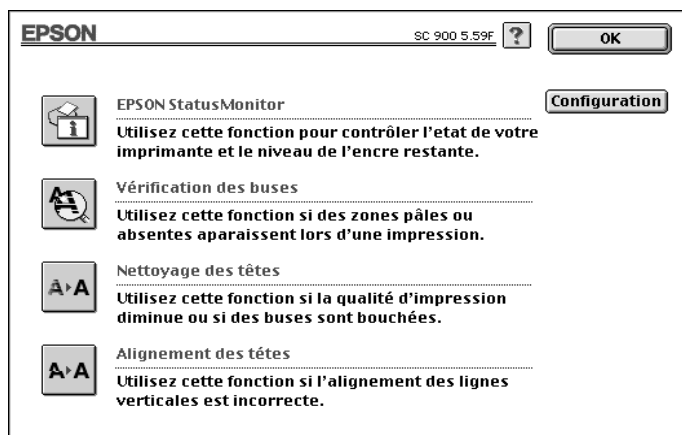 EPSON
SC 900 5.59F
?
OK
Configuration
EPSON StatusMonitor
Utilisez cette fonction pour contrôler l'etat de votre
imprimante et le niveau de l'encre restante.
Vérification des buses
Utilisez cette fonction si des zones pâles ou
absentes aparaissent lors d'une impression.
Nettoyage des têtes
Utilisez cette fonction si la qualité d'impression
diminue ou si des buses sont bouchées.
Alignement des tétes
Utilisez cette fonction si l'alignement des lignes
verticales est incorrecte.